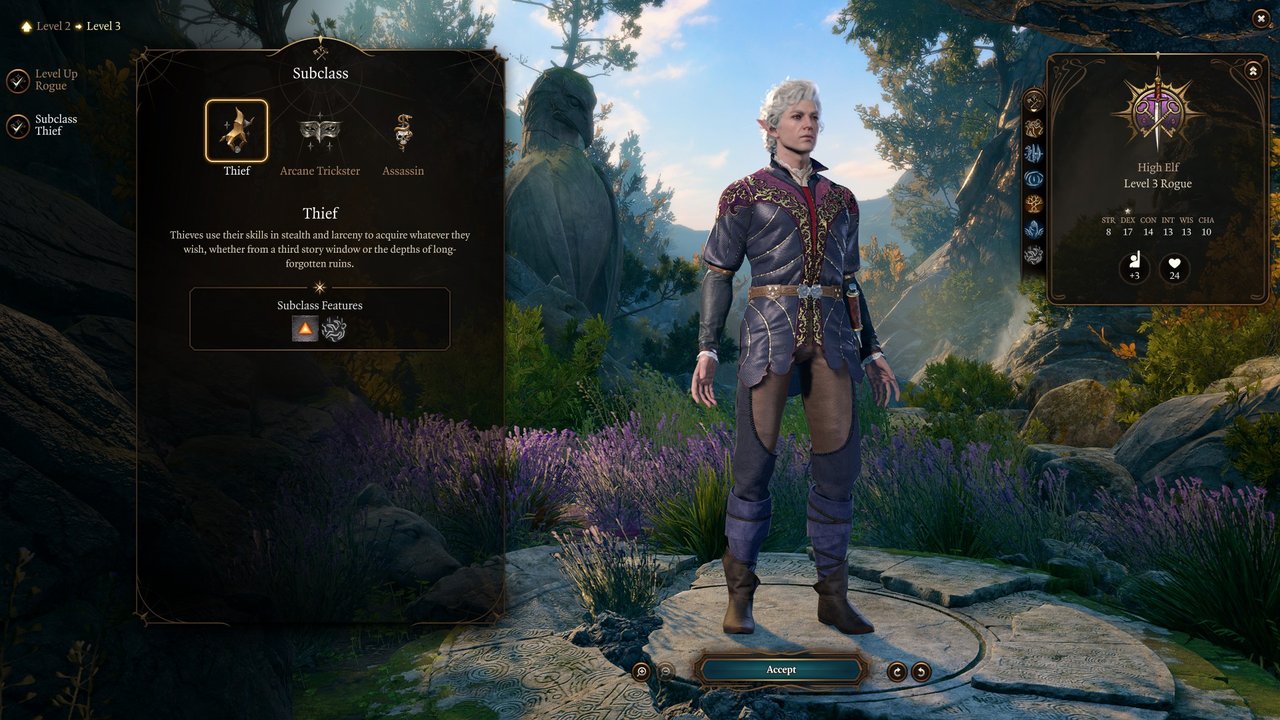 Level 2 Level 3
Level Up
Rogue
Subclass
Thief
Subclass
Thief
Arcane Trickster
Assassin
Thief
Thieves use their skills in stealth and larceny to acquire whatever they
wish, whether from a third story window or the depths of long-
forgotten ruins.
Subclass Features
High Elf
Level 3 Rogue
STR DEX CON INT WIS CHA
8 17 14 13 13 10
+3 24
Accept